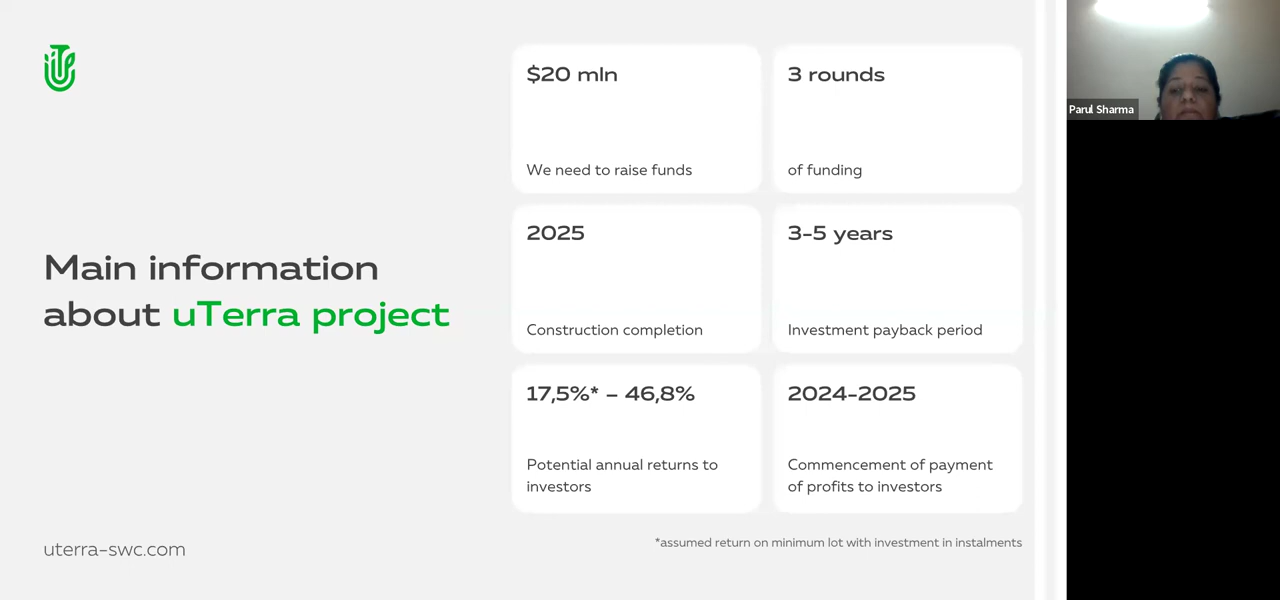 Main information
about uTerra project
uterra-swc.com
$20 mln
We need to raise funds
3 rounds
of funding
2025
Construction completion
3-5 years
Investment payback period
17,5%* – 46,8%
Potential annual returns to
investors
2024-2025
Commencement of payment
of profits to investors
*assumed return on minimum lot with investment in instalments
Parul Sharma